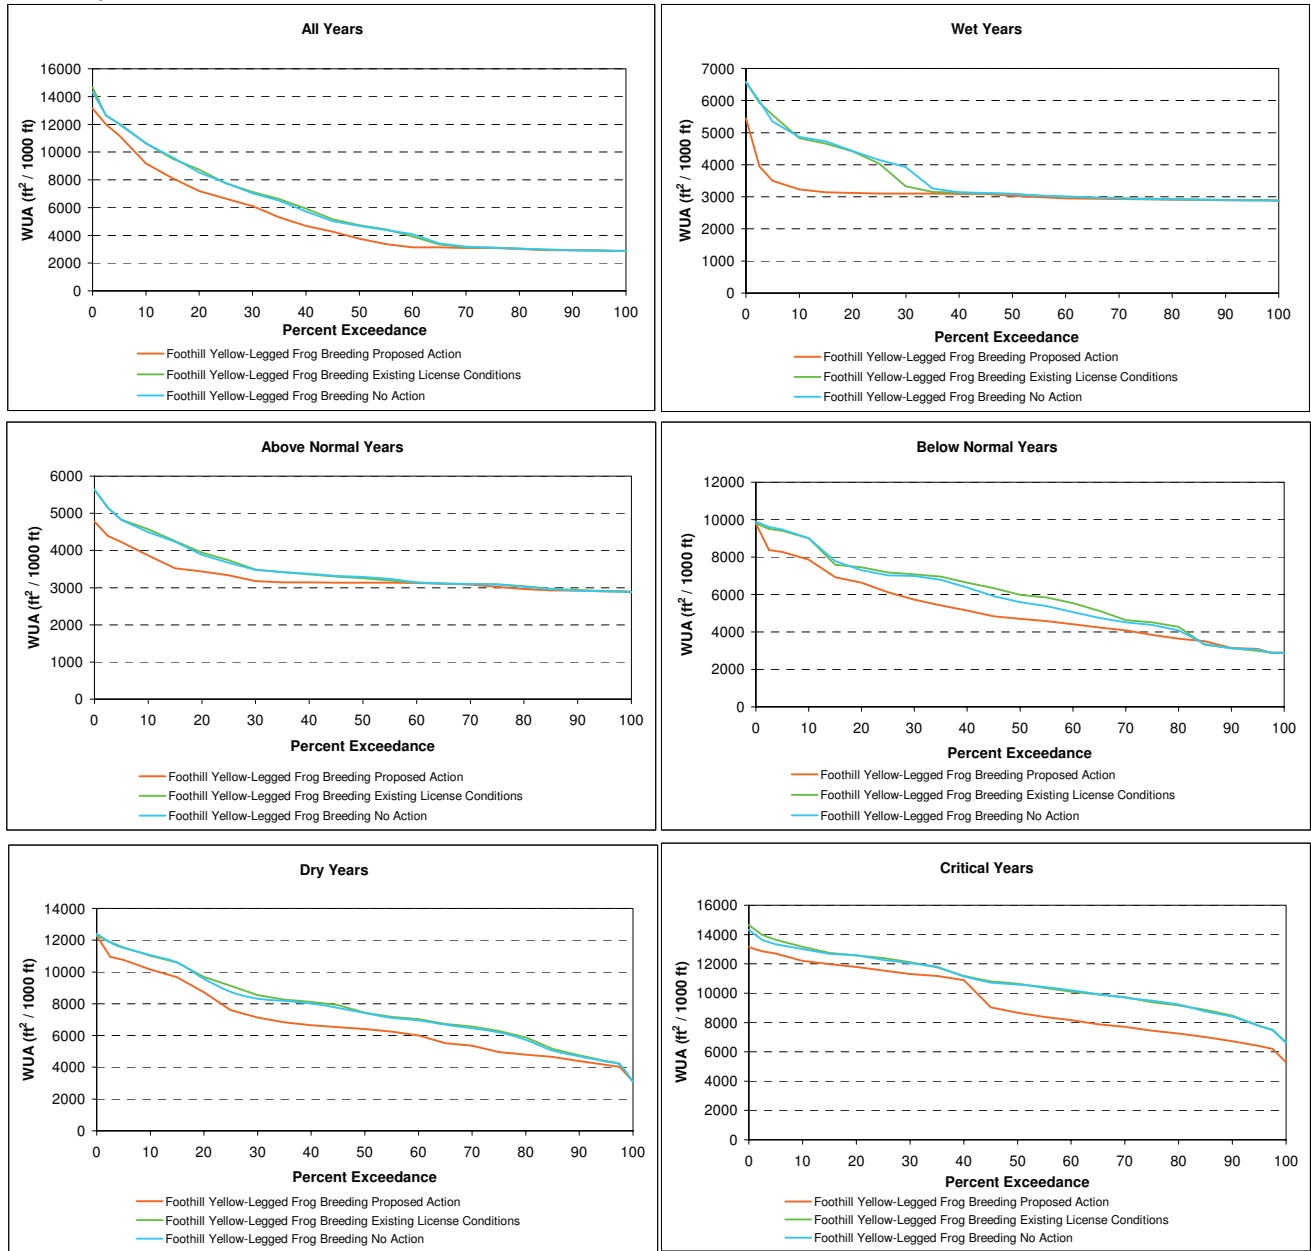 All Years
WUA (ft² / 1000 ft)
16000
14000
12000
10000
8000
6000
4000
2000
0
0 10 20 30 40 50 60 70 80 90 100
Percent Exceedance
Foothill Yellow-Legged Frog Breeding Proposed Action
Foothill Yellow-Legged Frog Breeding Existing License Conditions
Foothill Yellow-Legged Frog Breeding No Action
Wet Years
WUA (ft² / 1000 ft)
7000
6000
5000
4000
3000
2000
1000
0
0 10 20 30 40 50 60 70 80 90 100
Percent Exceedance
Foothill Yellow-Legged Frog Breeding Proposed Action
Foothill Yellow-Legged Frog Breeding Existing License Conditions
Foothill Yellow-Legged Frog Breeding No Action
Above Normal Years
WUA (ft² / 1000 ft)
6000
5000
4000
3000
2000
1000
0
0 10 20 30 40 50 60 70 80 90 100
Percent Exceedance
Foothill Yellow-Legged Frog Breeding Proposed Action
Foothill Yellow-Legged Frog Breeding Existing License Conditions
Foothill Yellow-Legged Frog Breeding No Action
Below Normal Years
WUA (ft² / 1000 ft)
12000
10000
8000
6000
4000
2000
0
0 10 20 30 40 50 60 70 80 90 100
Percent Exceedance
Foothill Yellow-Legged Frog Breeding Proposed Action
Foothill Yellow-Legged Frog Breeding Existing License Conditions
Foothill Yellow-Legged Frog Breeding No Action
Dry Years
WUA (ft² / 1000 ft)
14000
12000
10000
8000
6000
4000
2000
0
0 10 20 30 40 50 60 70 80 90 100
Percent Exceedance
Foothill Yellow-Legged Frog Breeding Proposed Action
Foothill Yellow-Legged Frog Breeding Existing License Conditions
Foothill Yellow-Legged Frog Breeding No Action
Critical Years
WUA (ft² / 1000 ft)
16000
14000
12000
10000
8000
6000
4000
2000
0
0 10 20 30 40 50 60 70 80 90 100
Percent Exceedance
Foothill Yellow-Legged Frog Breeding Proposed Action
Foothill Yellow-Legged Frog Breeding Existing License Conditions
Foothill Yellow-Legged Frog Breeding No Action